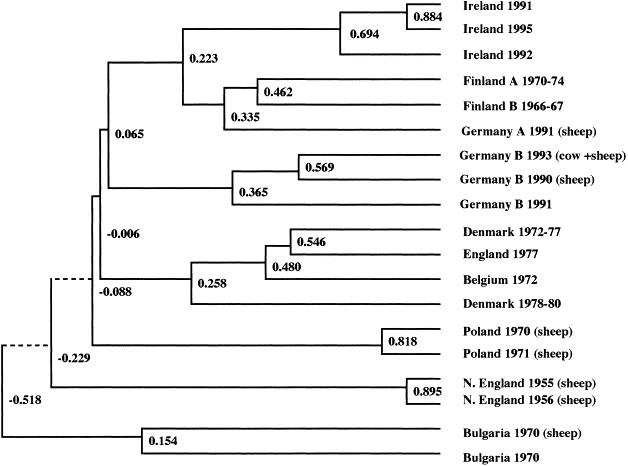 Ireland 1991
0.884
Ireland 1995
0.694
Ireland 1992
0.223
Finland A 1970-74
0.462
Finland B 1966-67
0.335
Germany A 1991 (sheep)
0.065
Germany B 1993 (cow +sheep)
0.569
Germany B 1990 (sheep)
0.365
Germany B 1991
-0.006
Denmark 1972-77
0.546
England 1977
0.480
Belgium 1972
0.258
-0.088
Denmark 1978-80
Poland 1970 (sheep)
0.818
Poland 1971 (sheep)
-0.229
N. England 1955 (sheep)
0.895
N. England 1956 (sheep)
-0.518
Bulgaria 1970 (sheep)
0.154
Bulgaria 1970